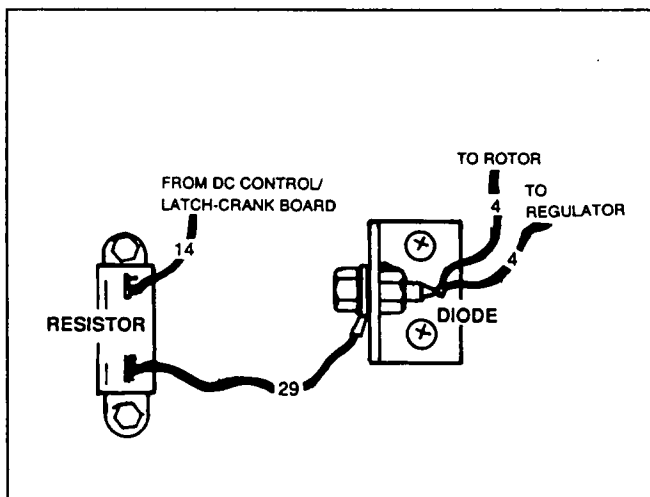 TO ROTOR
FROM DC CONTROL/
LATCH-CRANK BOARD
4
TO
REGULATOR
14
4
RESISTOR
DIODE
29